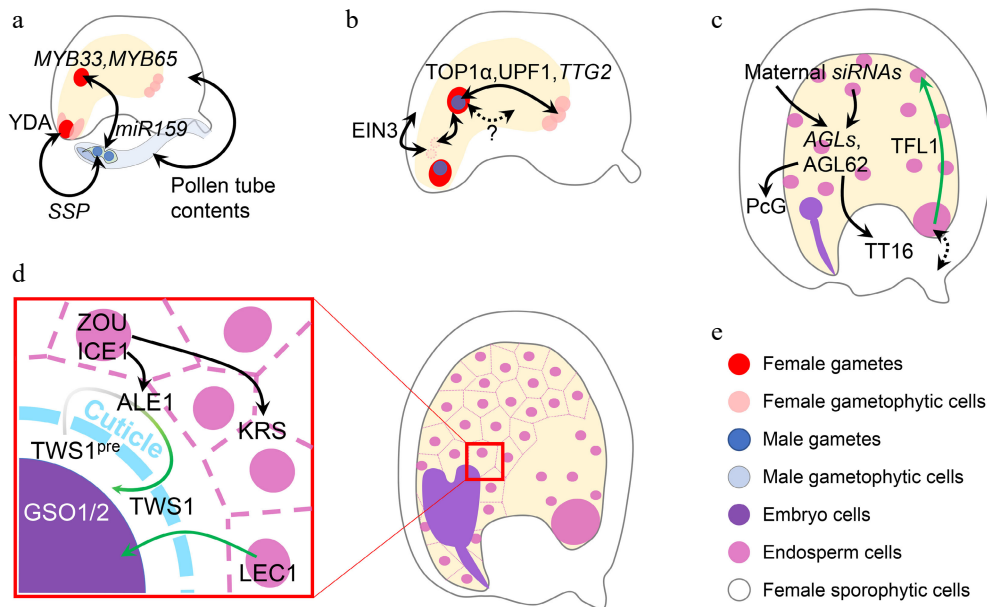 a
MYB33,MYB65
YDA
miR159
SSP
Pollen tube
contents
b
TOP1α,UPF1,TTG2
EIN3
?
c
Maternal siRNAs
AGLs,
AGL62
TFL1
PcG
TT16
d
ZOU
ICE1
ALE1
KRS
Cuticle
TWS1pre
TWS1
GSO1/2
LEC1
e
Female gametes
Female gametophytic cells
Male gametes
Male gametophytic cells
Embryo cells
Endosperm cells
Female sporophytic cells